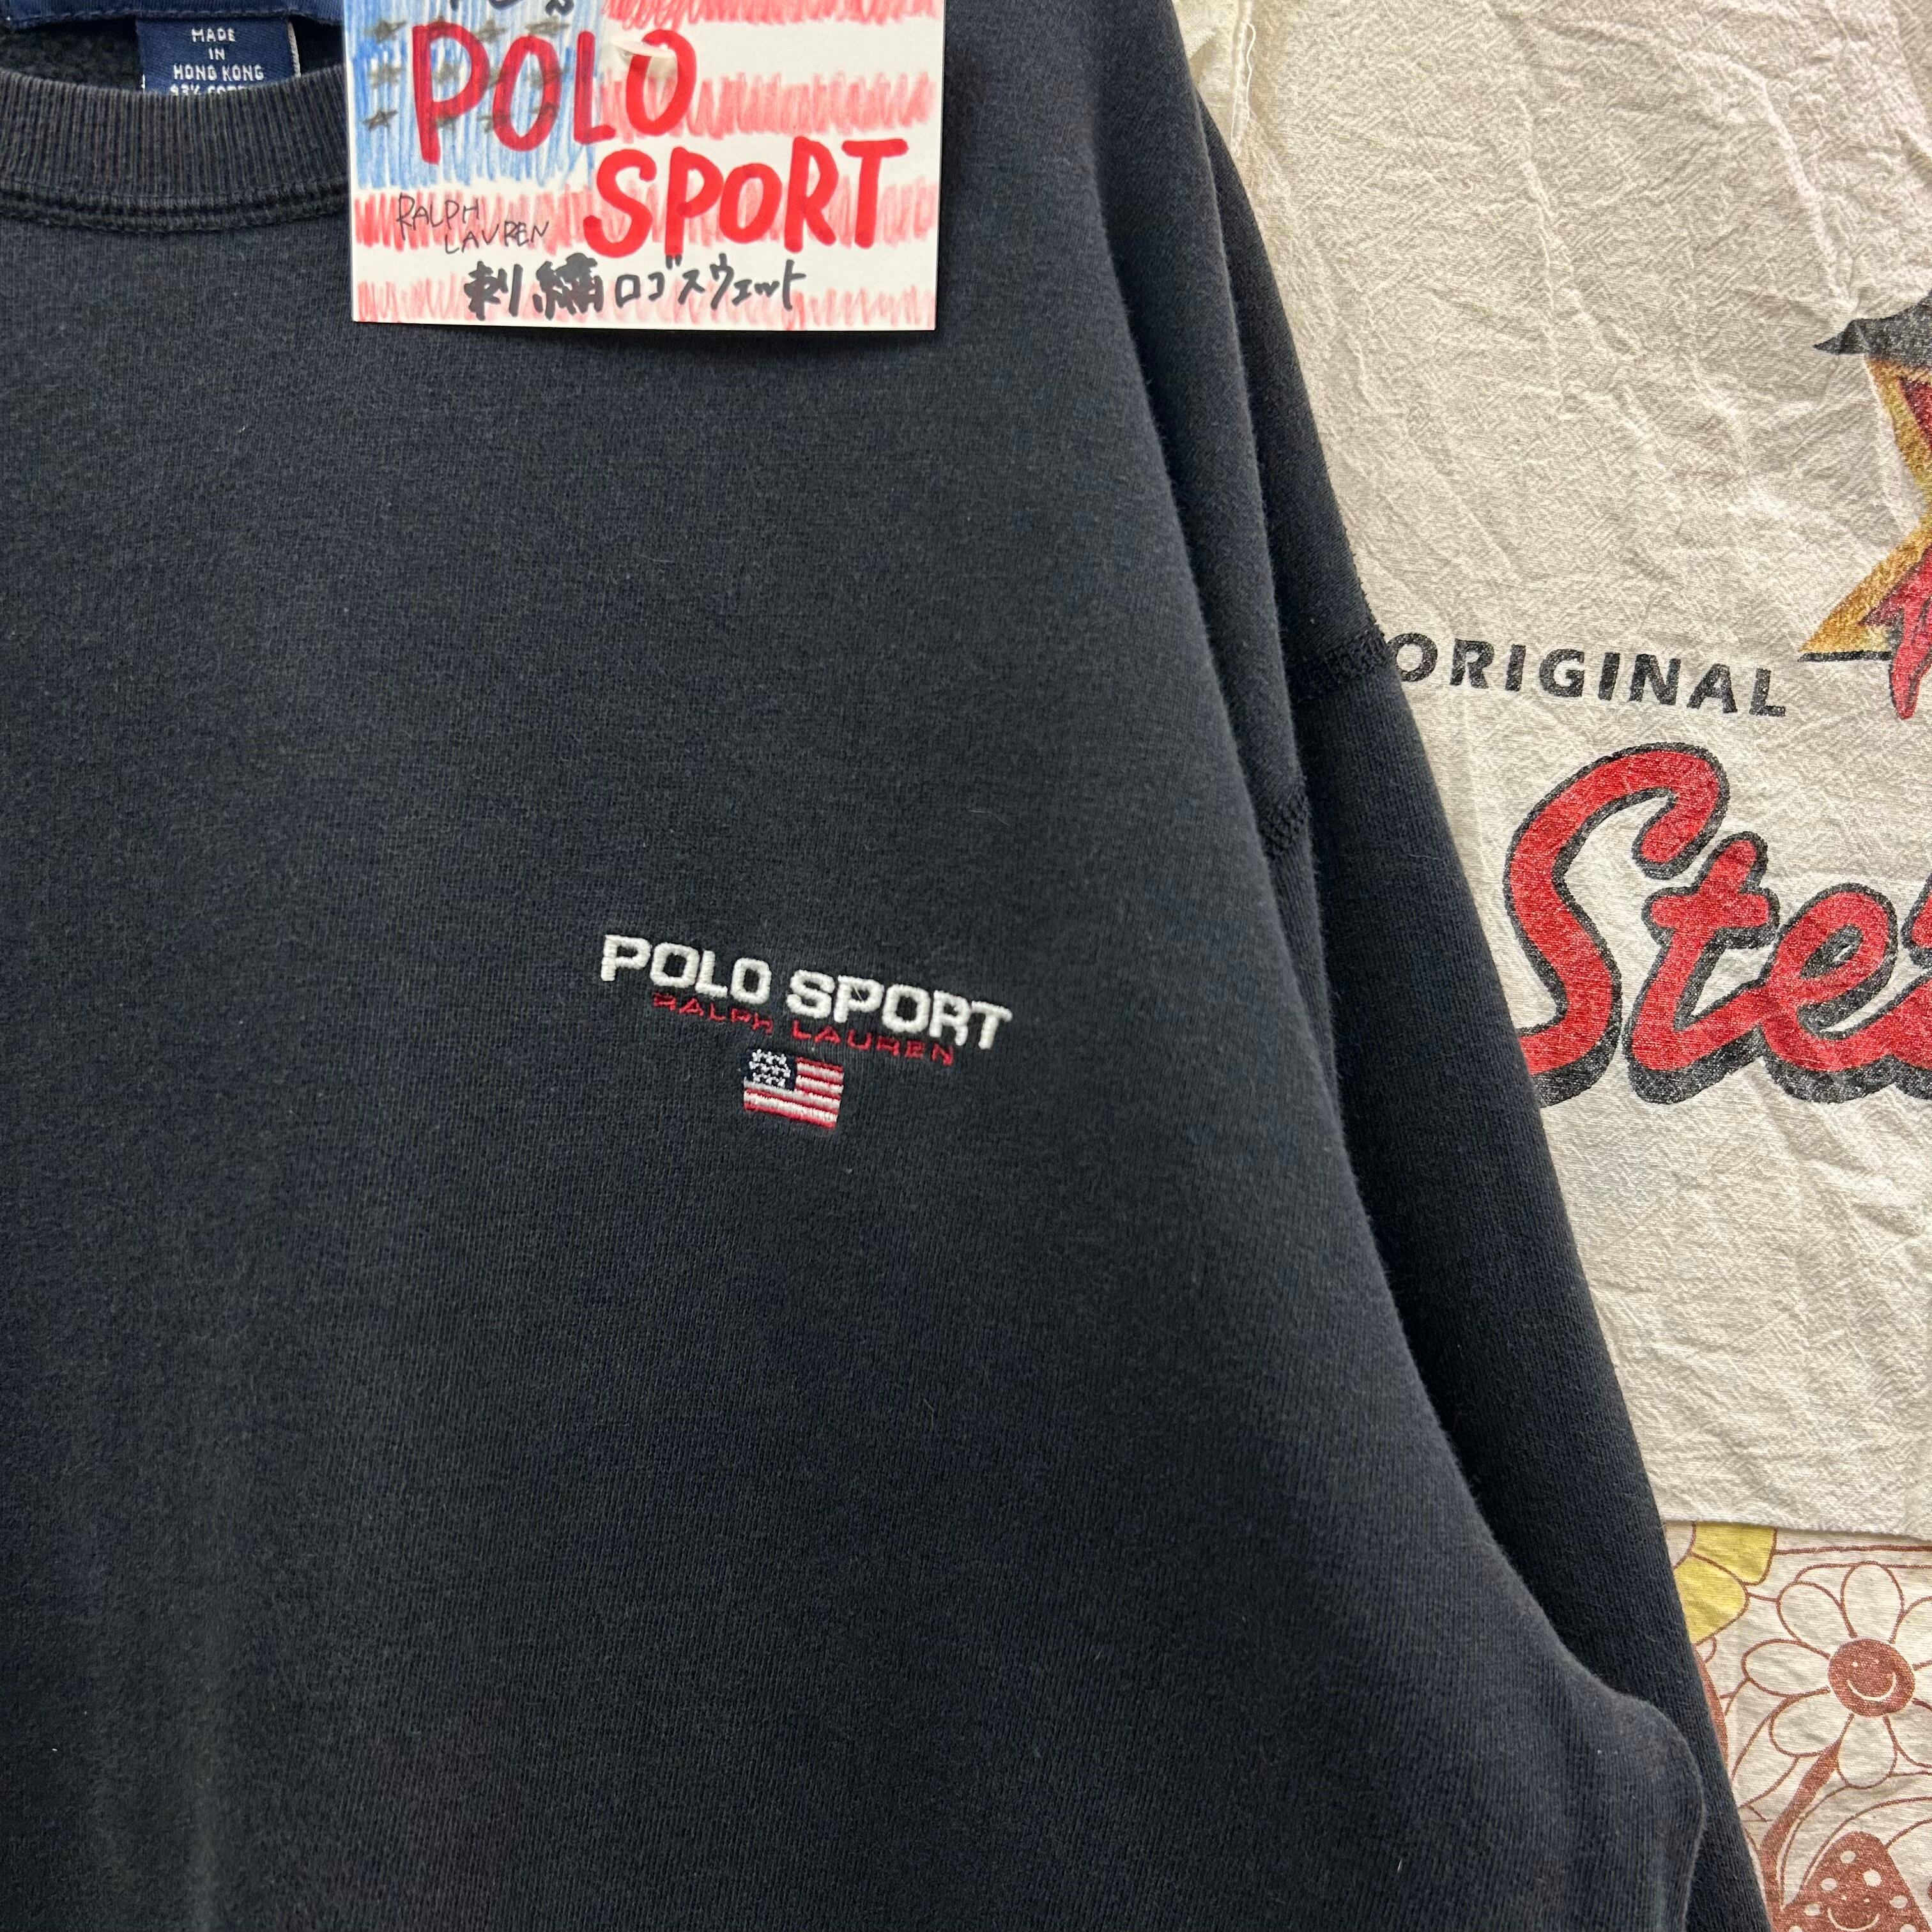 MADE
IN
HONG KONG
POLO
SPORT
RALPH
LAUREN
刺繍ロゴスウェット
POLO SPORT
RALPH LAUREN
ORIGINAL